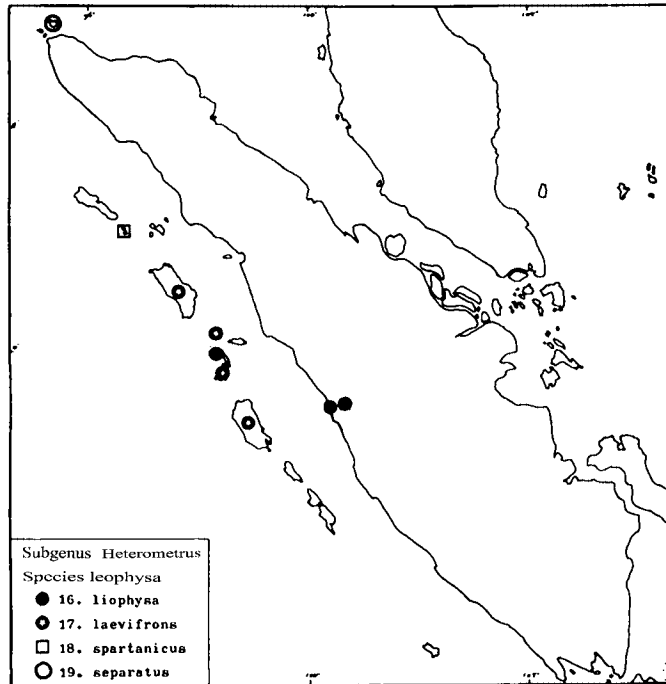 Subgenus Heterometrus
Spccies leophysa
16. liophysa
17. laevifrons
18. spartanicus
19. separatus